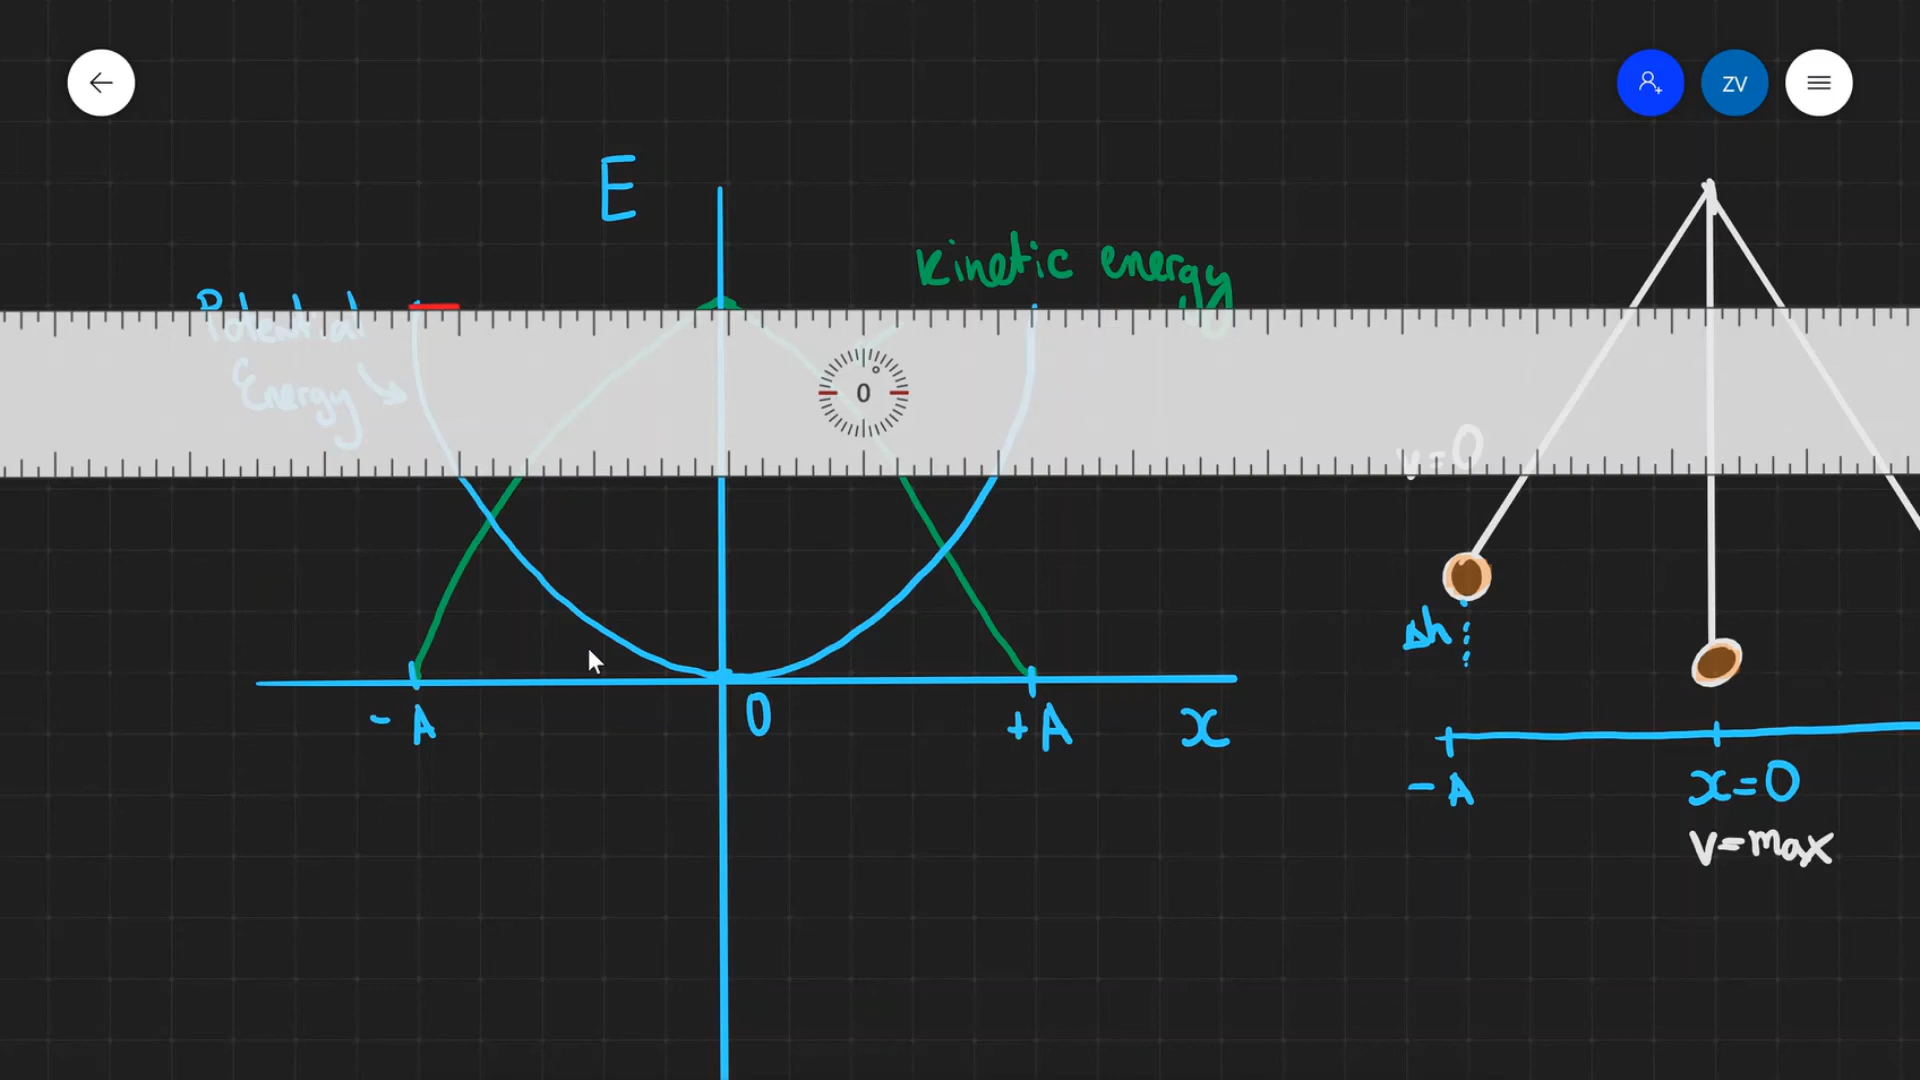 ZV
E
Kinetic energy
Potential
Energy
0
v=0
Δh
- A
0
+ A
x
- A
x=0
v=max